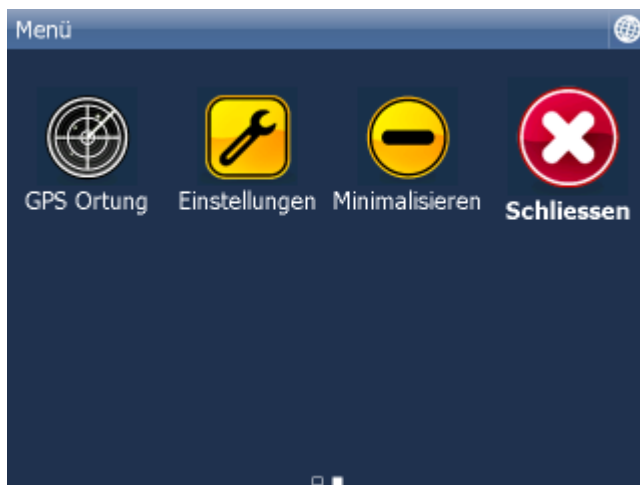 Menü
GPS Ortung
Einstellungen
Minimalisieren
Schliessen